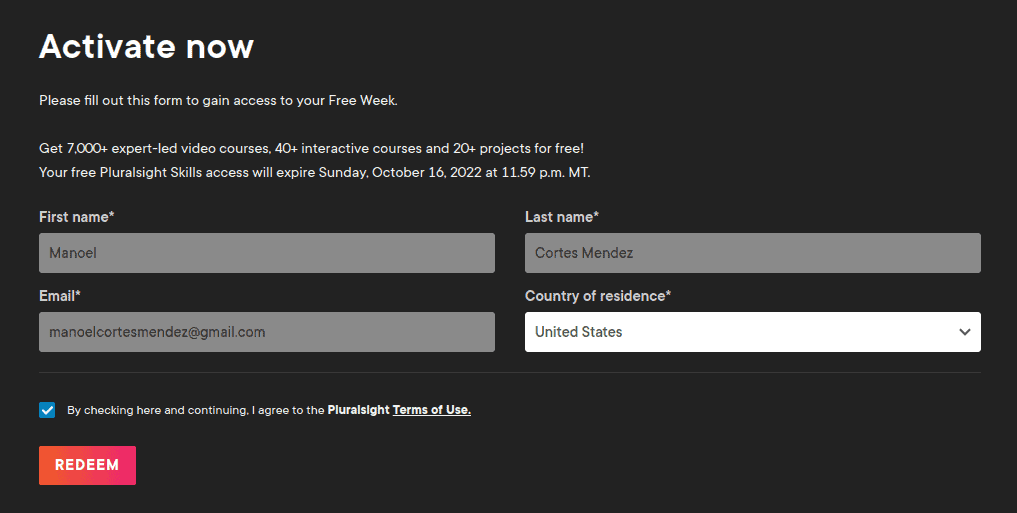 Activate now
Please fill out this form to gain access to your Free Week.
Get 7,000+ expert-led video courses, 40+ interactive courses and 20+ projects for free!
Your free Pluralsight Skills access will expire Sunday, October 16, 2022 at 11.59 p.m. MT.
First name*
Last name*
Manoel
Cortes Mendez
Email*
Country of residence*
manoelcortesmendez@gmail.com
United States
By checking here and continuing, I agree to the Pluralsight Terms of Use.
REDEEM